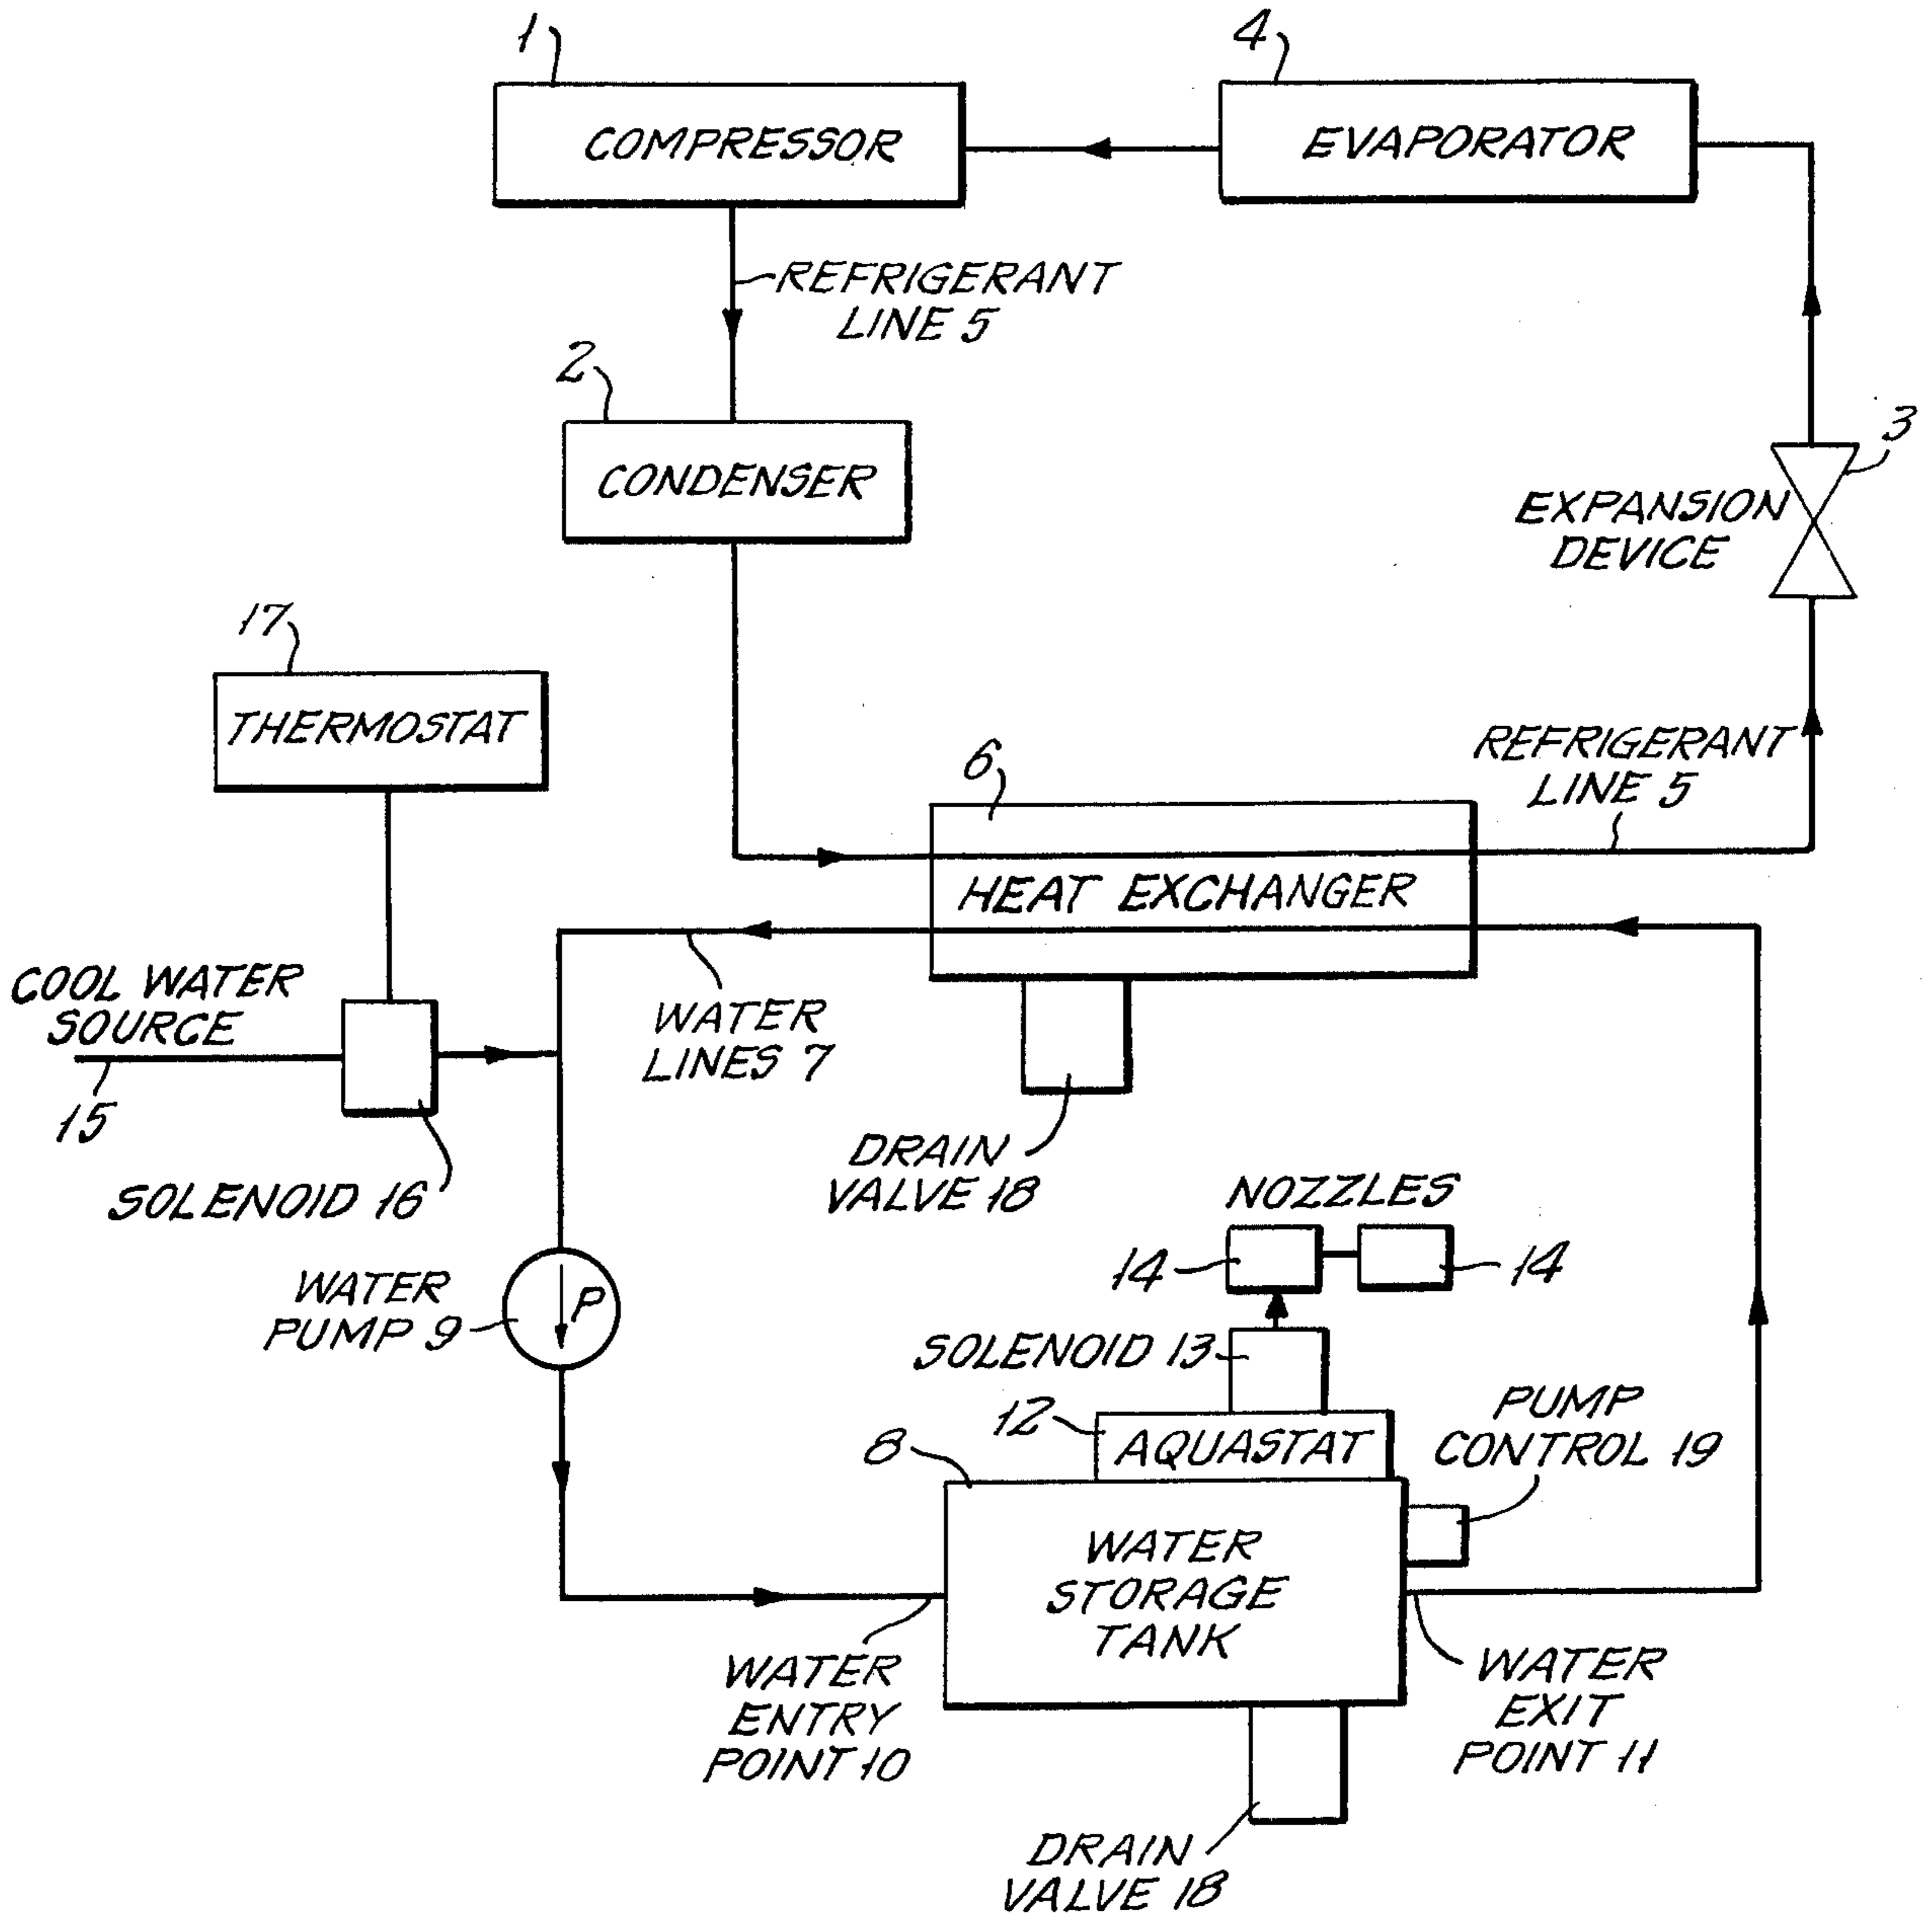 1
4
COMPRESSOR
EVAPORATOR
REFRIGERANT
LINE 5
2
CONDENSER
3
EXPANSION
DEVICE
17
THERMOSTAT
REFRIGERANT
LINE 5
6
HEAT EXCHANGER
COOL WATER
SOURCE
15
WATER
LINES 7
SOLENOID 16
DRAIN
VALVE 18
NOZZLES
14
14
WATER
PUMP 9
P
SOLENOID 13
12
AQUASTAT
PUMP
CONTROL 19
8
WATER
STORAGE
TANK
WATER
ENTRY
POINT 10
WATER
EXIT
POINT 11
DRAIN
VALVE 18